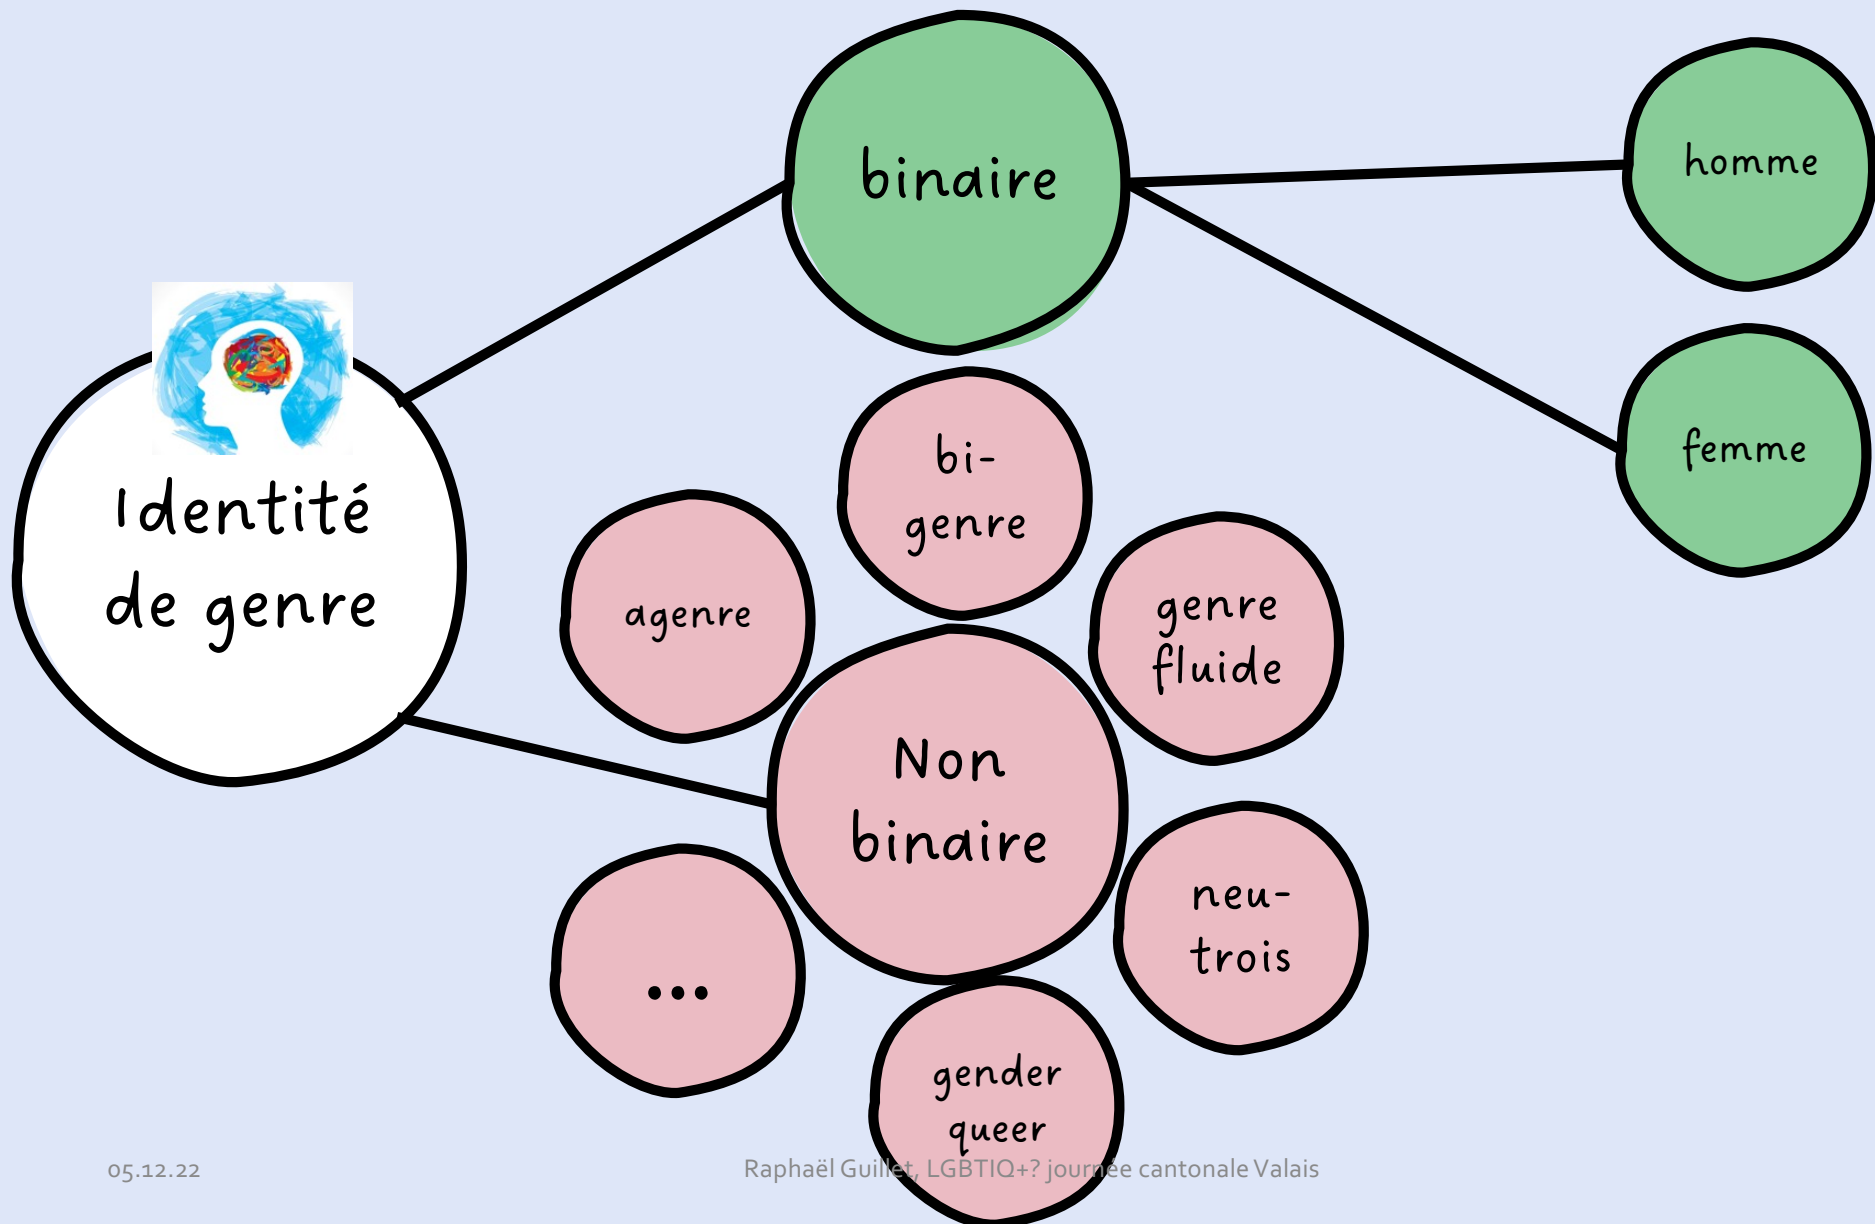 binaire
homme
femme
Identité
de genre
bi-
genre
agenre
genre
fluide
Non
binaire
neu-
trois
...
gender
queer
05.12.22
Raphaël Guillet, LGBTIQ+? journée cantonale Valais